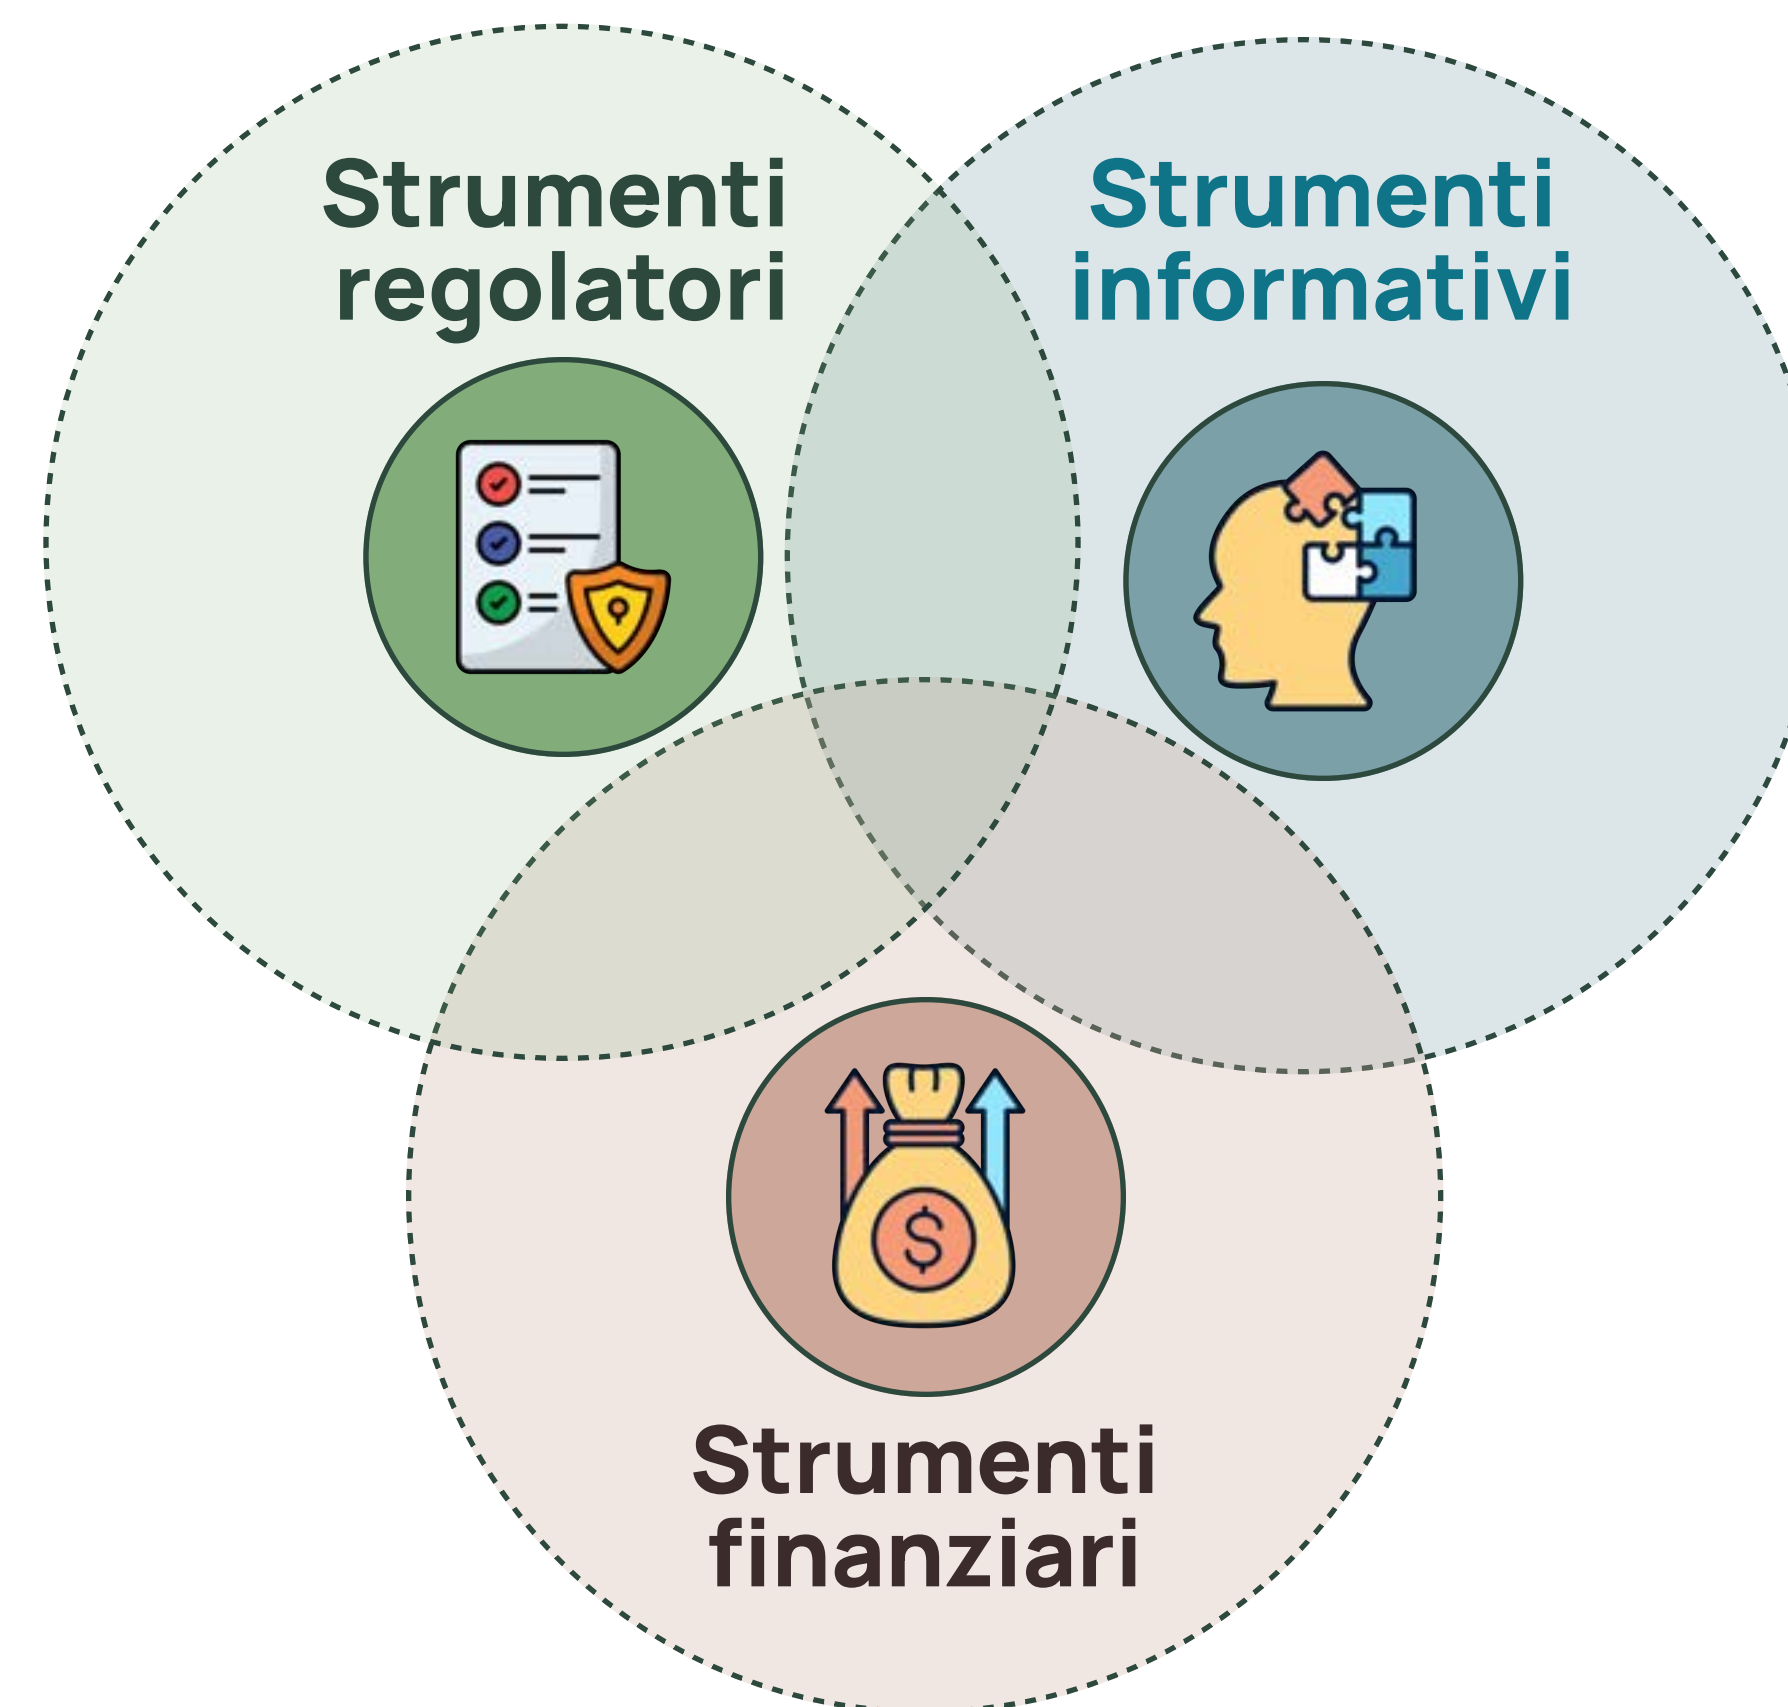 Strumenti
regolatori
Strumenti
informativi
$
Strumenti
finanziari